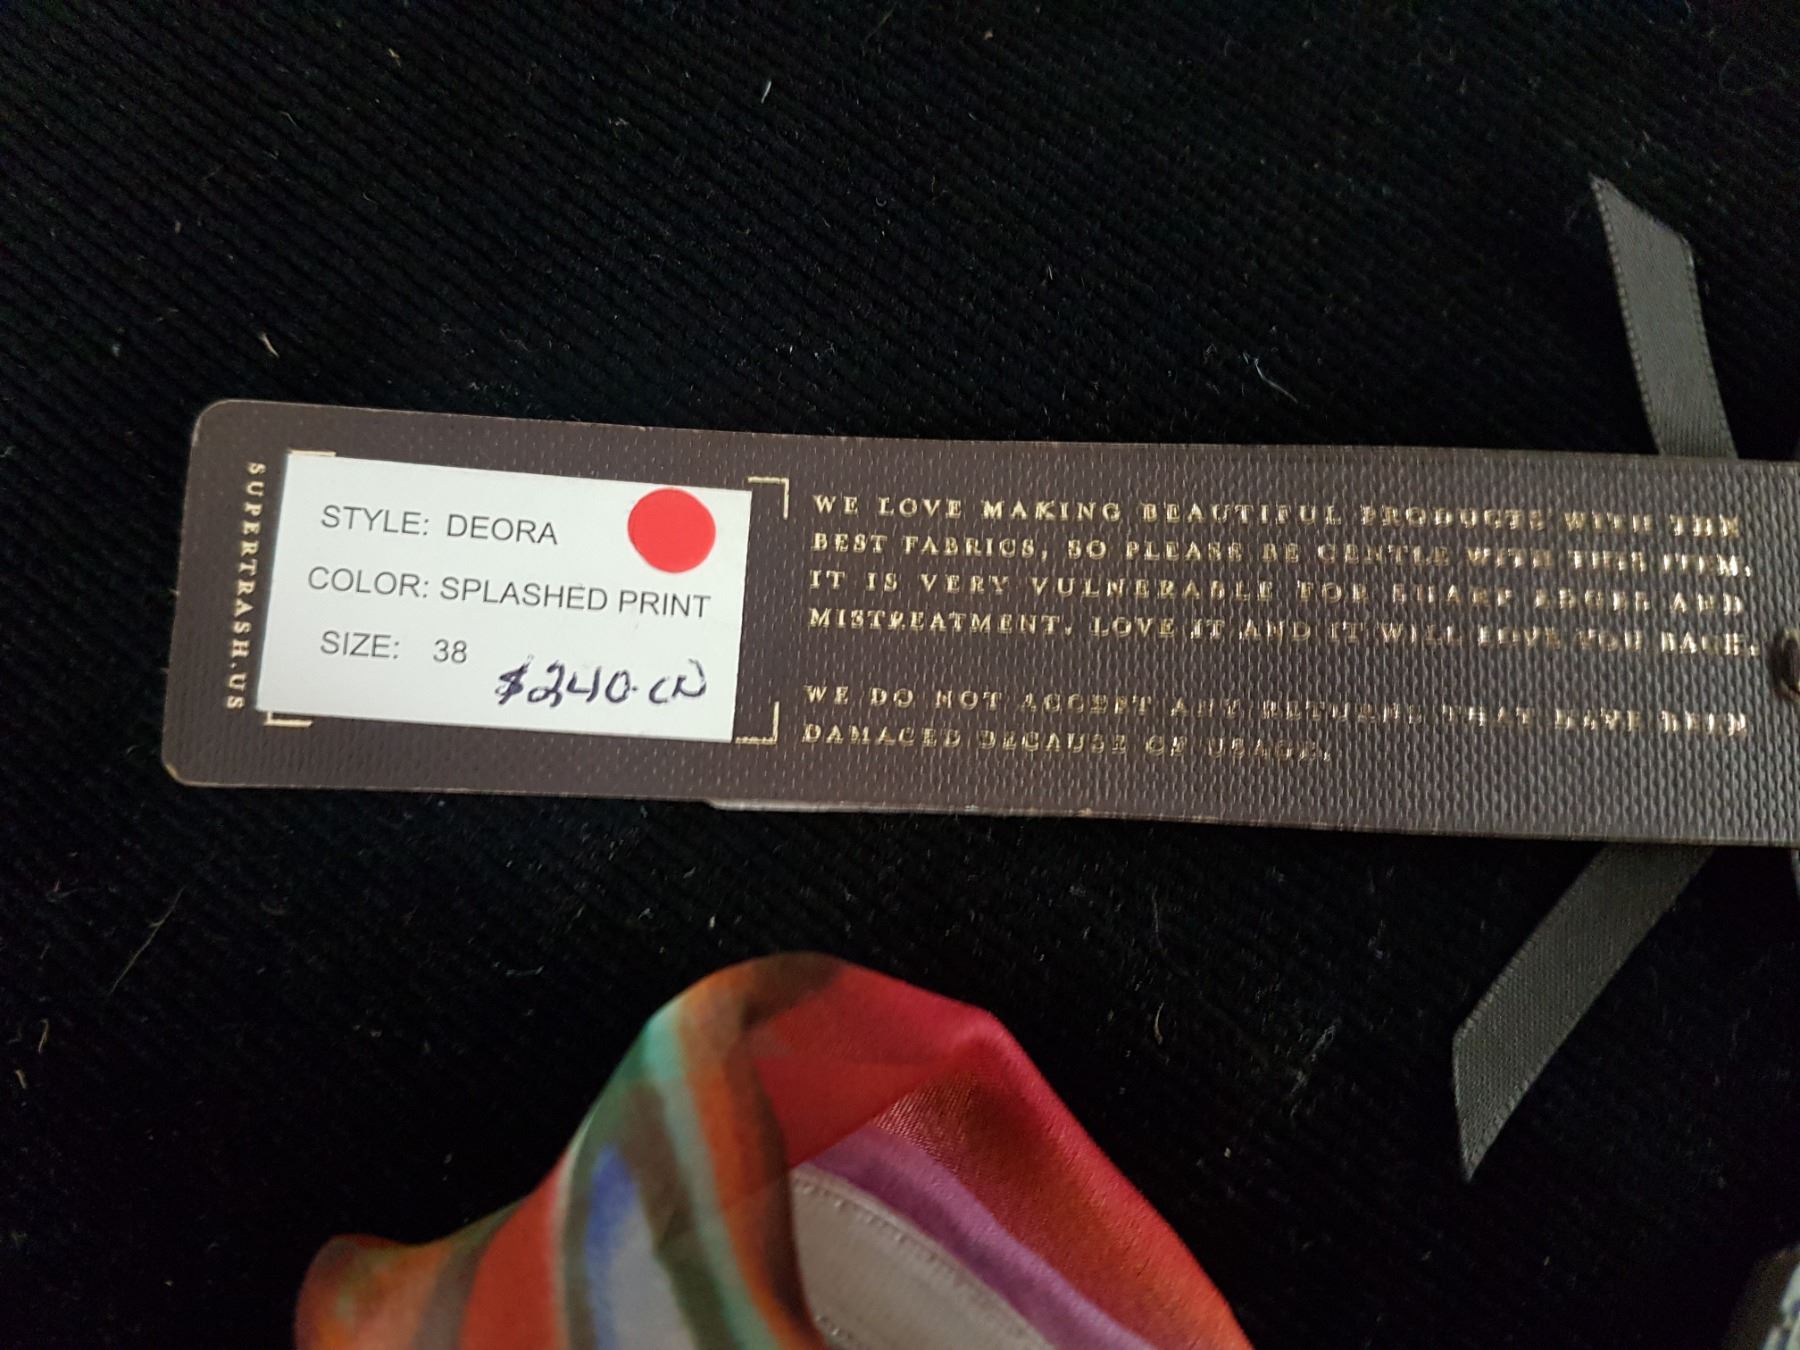 SUPERTRASH.US
STYLE: DEORA
COLOR: SPLASHED PRINT
SIZE: 38
$240. CN
WE LOVE MAKING BEAUTIFUL PRODUCTS WITH THE
BEST FABRICS, SO PLEASE BE GENTLE WITH THIS ITEM.
IT IS VERY VULNERABLE FOR SHARP EDGES AND
MISTREATMENT. LOVE IT AND IT WILL LOVE YOU BACK.
WE DO NOT ACCEPT ANY RETURNS THAT HAVE BEEN
DAMAGED BECAUSE OF USAGE.